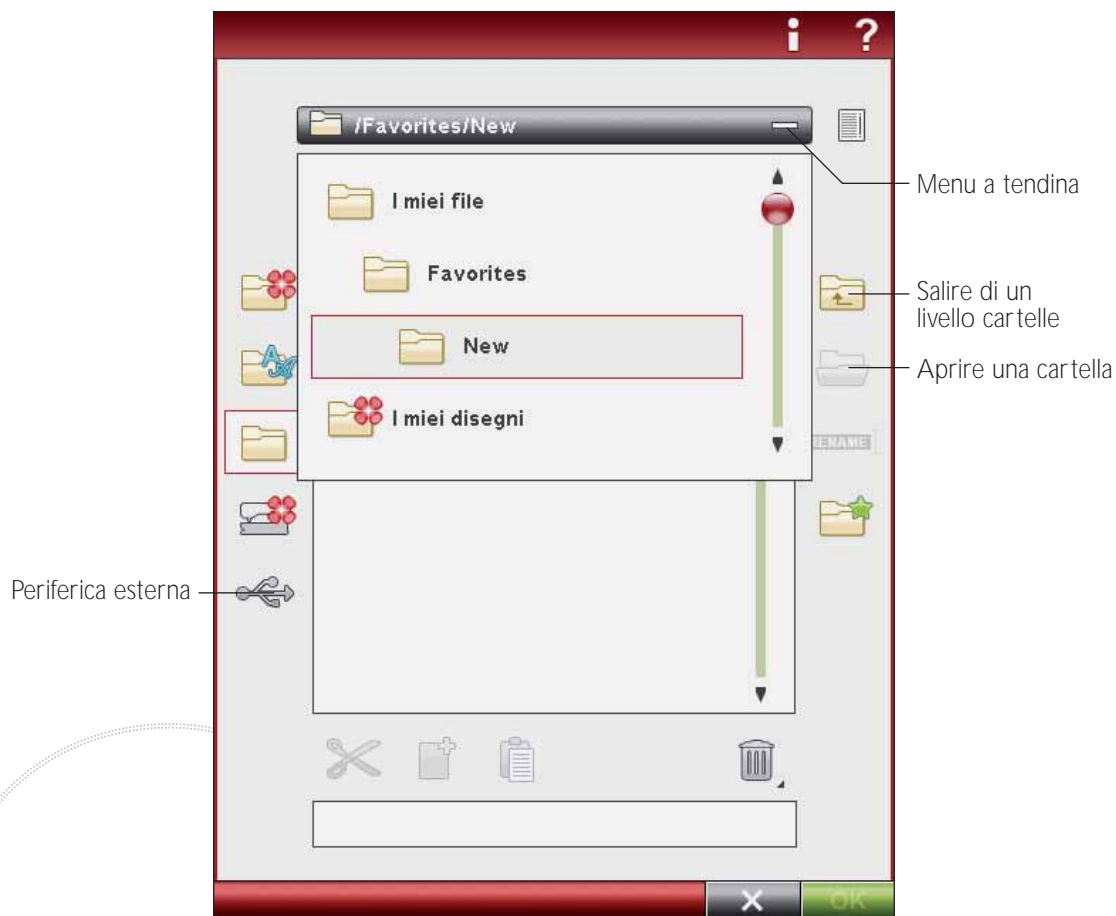 i ?
/Favorites/New
I miei file
Favorites
New
I miei disegni
Menu a tendina
Salire di un
livello cartelle
Aprire una cartella
RENAME
Periferica esterna
OK